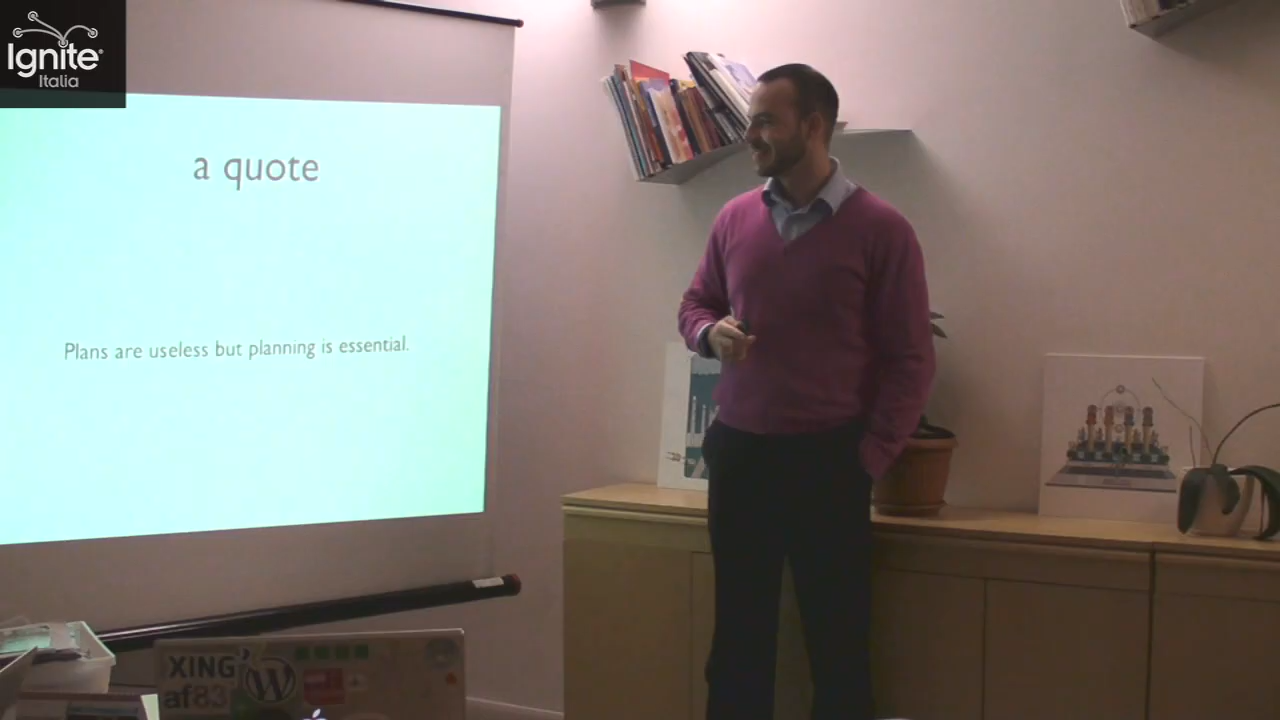 Ignite
Italia
a quote
Plans are useless but planning is essential.
XING
af83